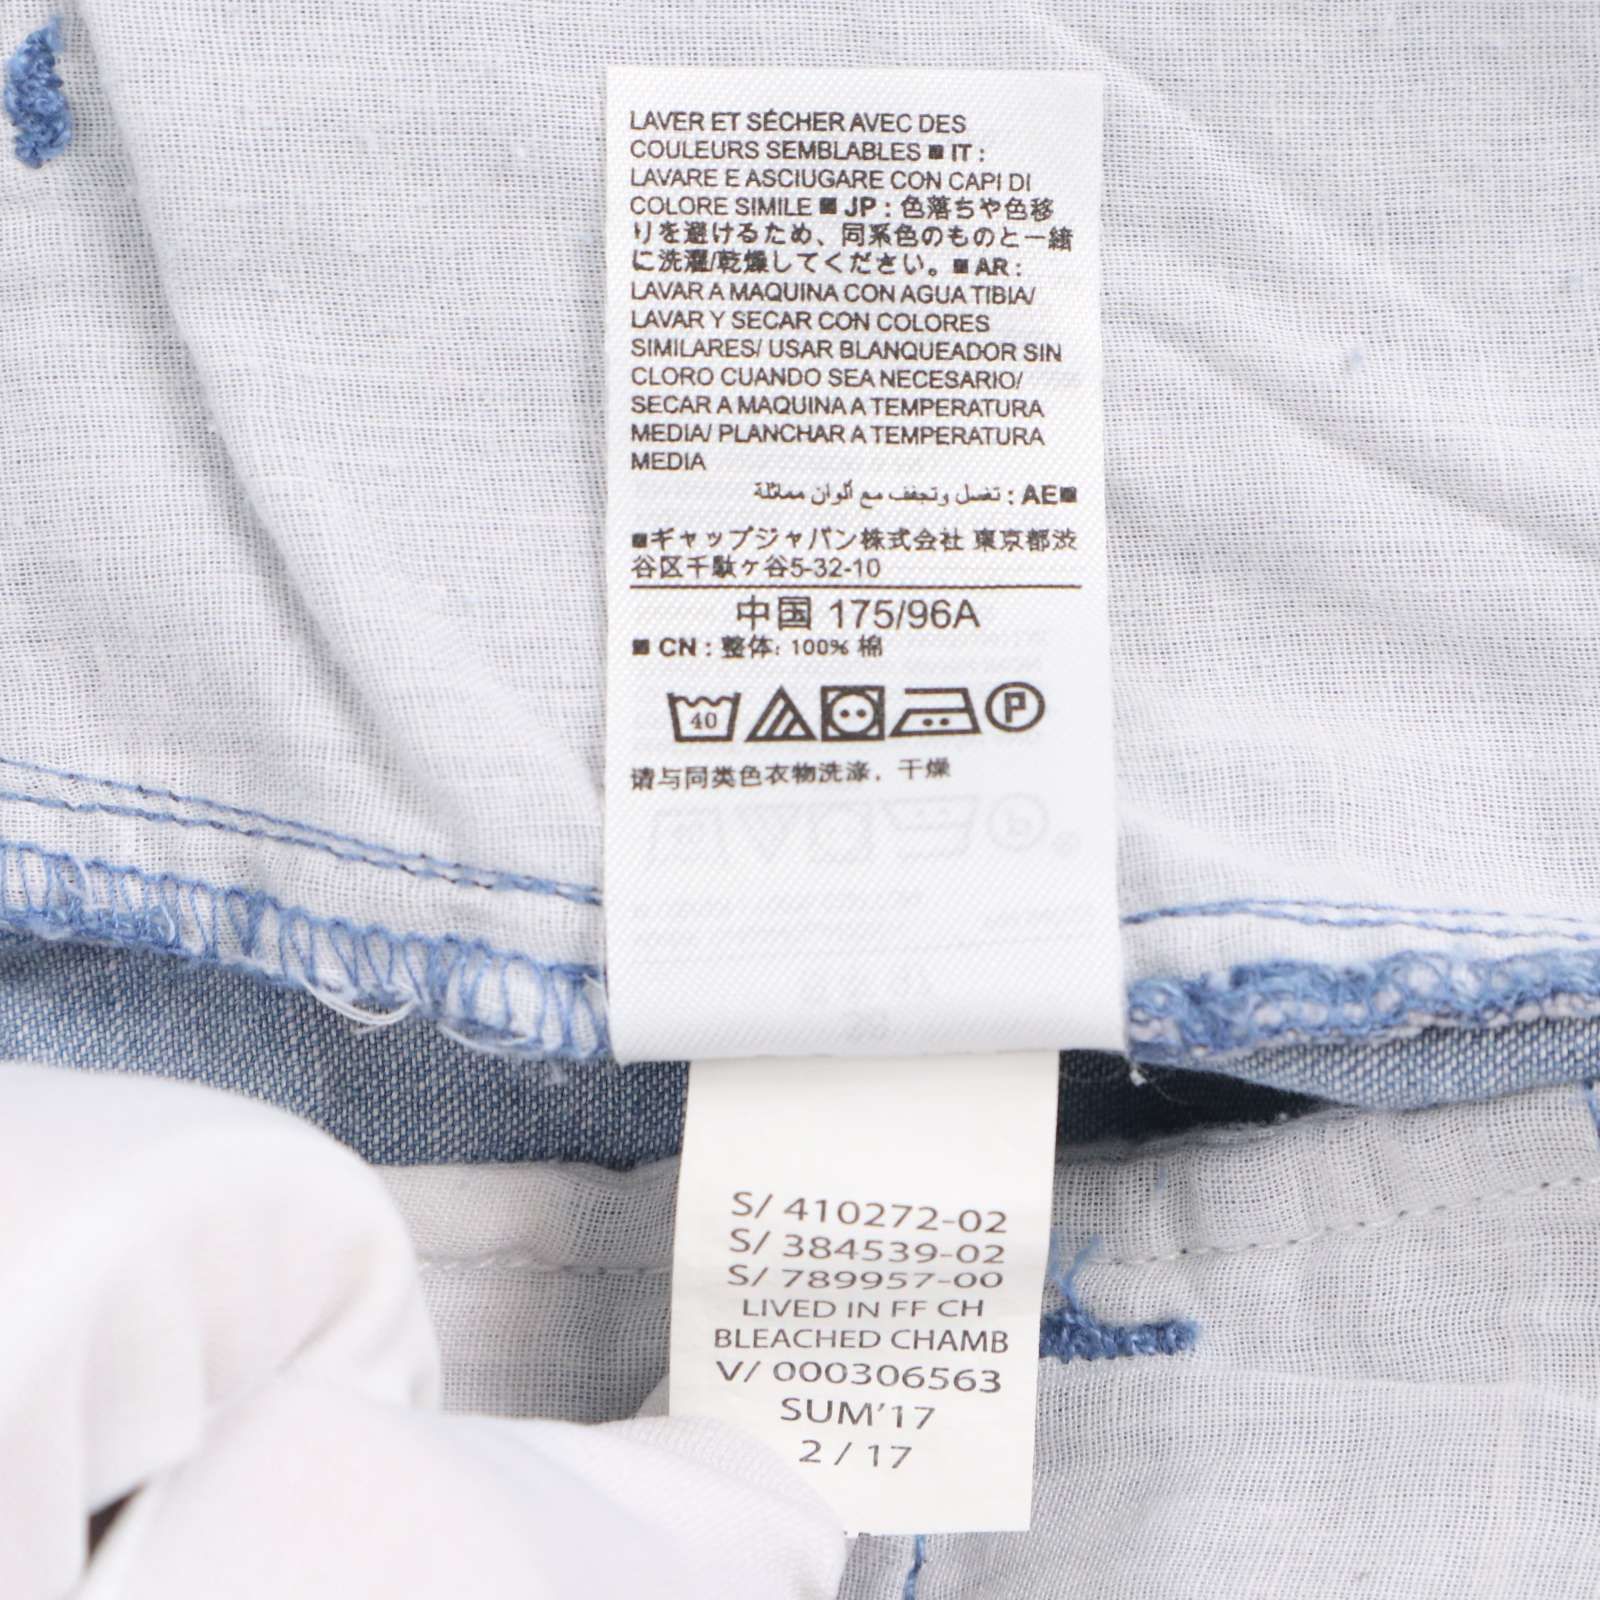 LAVER ET SÉCHER AVEC DES
COULEURS SEMBLABLES ■ IT :
LAVARE E ASCIUGARE CON CAPI DI
COLORE SIMILE ■ JP : 色落ちや色移
りを避けるため、同系色のものと一緒
に洗濯/乾燥してください。■ AR :
LAVAR A MAQUINA CON AGUA TIBIA/
LAVAR Y SECAR CON COLORES
SIMILARES/ USAR BLANQUEADOR SIN
CLORO CUANDO SEA NECESARIO/
SECAR A MAQUINA A TEMPERATURA
MEDIA/ PLANCHAR A TEMPERATURA
MEDIA
■AE : تغسل وتجفف مع ألوان مماثلة
■ギャップジャパン株式会社 東京都渋
谷区千駄ヶ谷5-32-10
中国 175/96A
■ CN : 整体: 100% 棉
40 P
请与同类色衣物洗涤，干燥
S/ 410272-02
S/ 384539-02
S/ 789957-00
LIVED IN FF CH
BLEACHED CHAMB
V/ 000306563
SUM'17
2 / 17